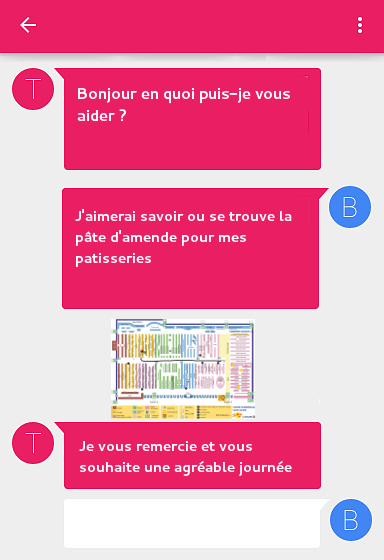 T
Bonjour en quoi puis-je vous
aider ?
B
J'aimerai savoir ou se trouve la
pâte d'amende pour mes
patisseries
T
Je vous remercie et vous
souhaite une agréable journée
B